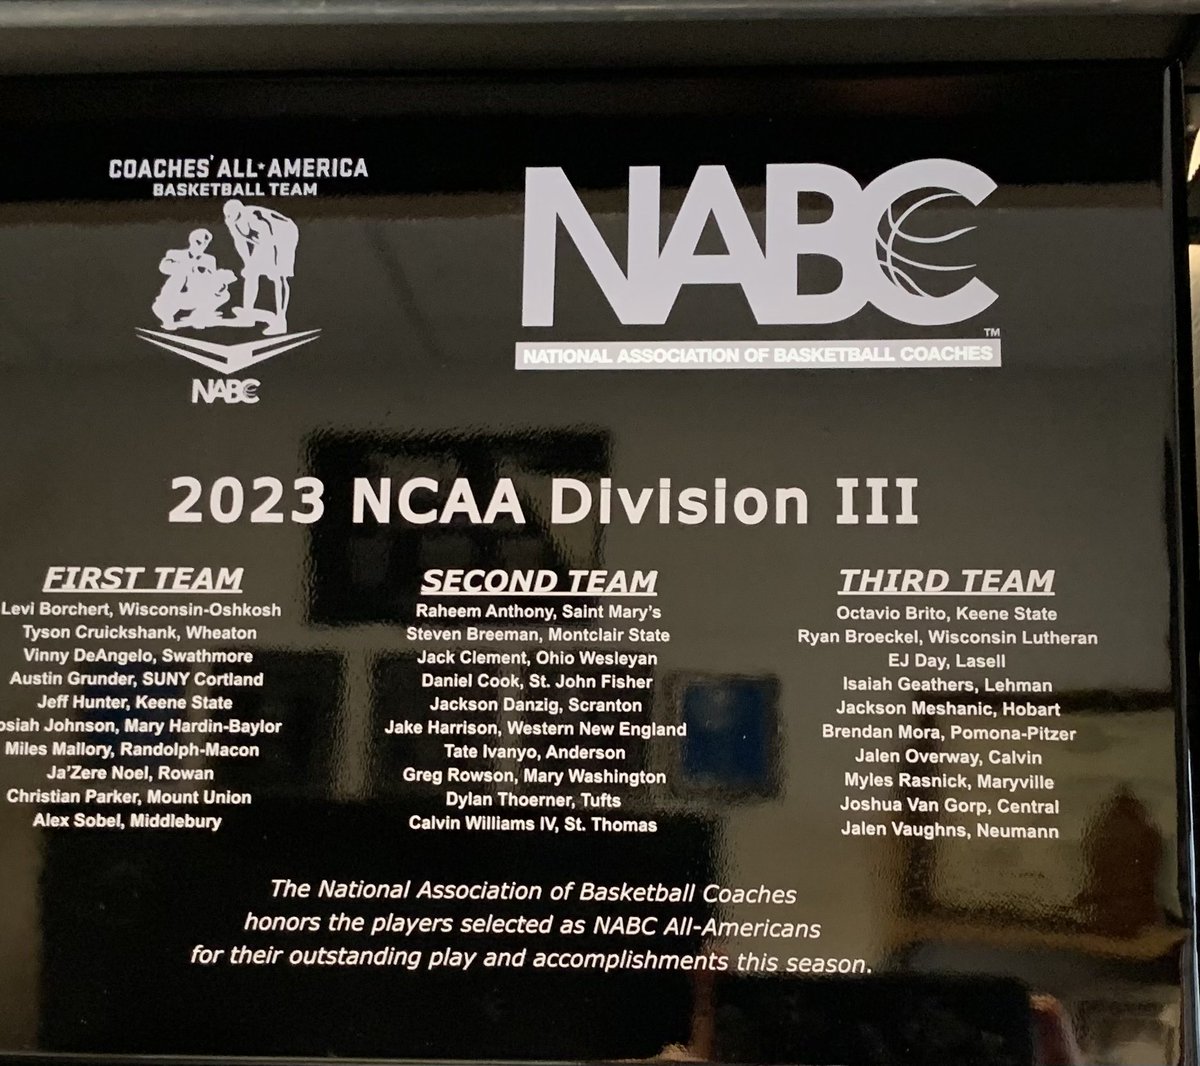 COACHES' ALL★AMERICA
BASKETBALL TEAM
NABC
NABC
TM
NATIONAL ASSOCIATION OF BASKETBALL COACHES
2023 NCAA Division III
FIRST TEAM
Levi Borchert, Wisconsin-Oshkosh
Tyson Cruickshank, Wheaton
Vinny DeAngelo, Swathmore
Austin Grunder, SUNY Cortland
Jeff Hunter, Keene State
osiah Johnson, Mary Hardin-Baylor
Miles Mallory, Randolph-Macon
Ja'Zere Noel, Rowan
Christian Parker, Mount Union
Alex Sobel, Middlebury
SECOND TEAM
Raheem Anthony, Saint Mary's
Steven Breeman, Montclair State
Jack Clement, Ohio Wesleyan
Daniel Cook, St. John Fisher
Jackson Danzig, Scranton
Jake Harrison, Western New England
Tate Ivanyo, Anderson
Greg Rowson, Mary Washington
Dylan Thoerner, Tufts
Calvin Williams IV, St. Thomas
THIRD TEAM
Octavio Brito, Keene State
Ryan Broeckel, Wisconsin Lutheran
EJ Day, Lasell
Isaiah Geathers, Lehman
Jackson Meshanic, Hobart
Brendan Mora, Pomona-Pitzer
Jalen Overway, Calvin
Myles Rasnick, Maryville
Joshua Van Gorp, Central
Jalen Vaughns, Neumann
The National Association of Basketball Coaches
honors the players selected as NABC All-Americans
for their outstanding play and accomplishments this season.